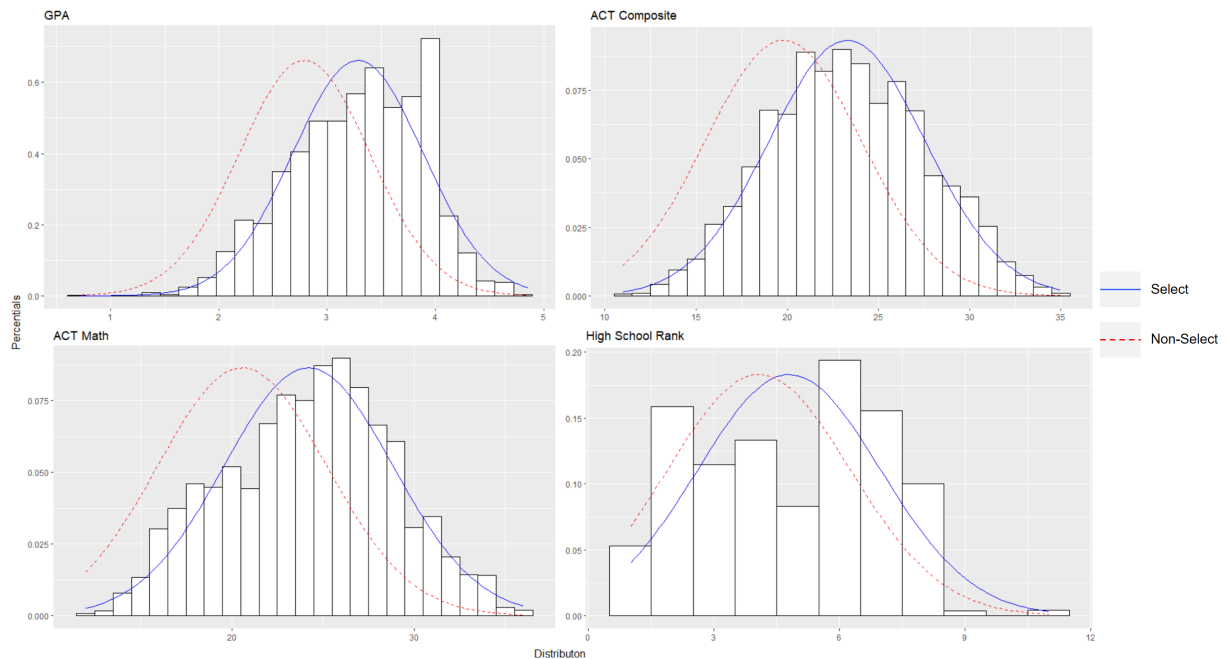 GPA
0.6
0.4
0.2
0.0
1 2 3 4 5
ACT Composite
0.075
0.050
0.025
0.000
10 15 20 25 30 35
Select
Non-Select
Percentials
ACT Math
0.075
0.050
0.025
0.000
20 30
High School Rank
0.20
0.15
0.10
0.05
0.00
0 3 6 9 12
Distributon